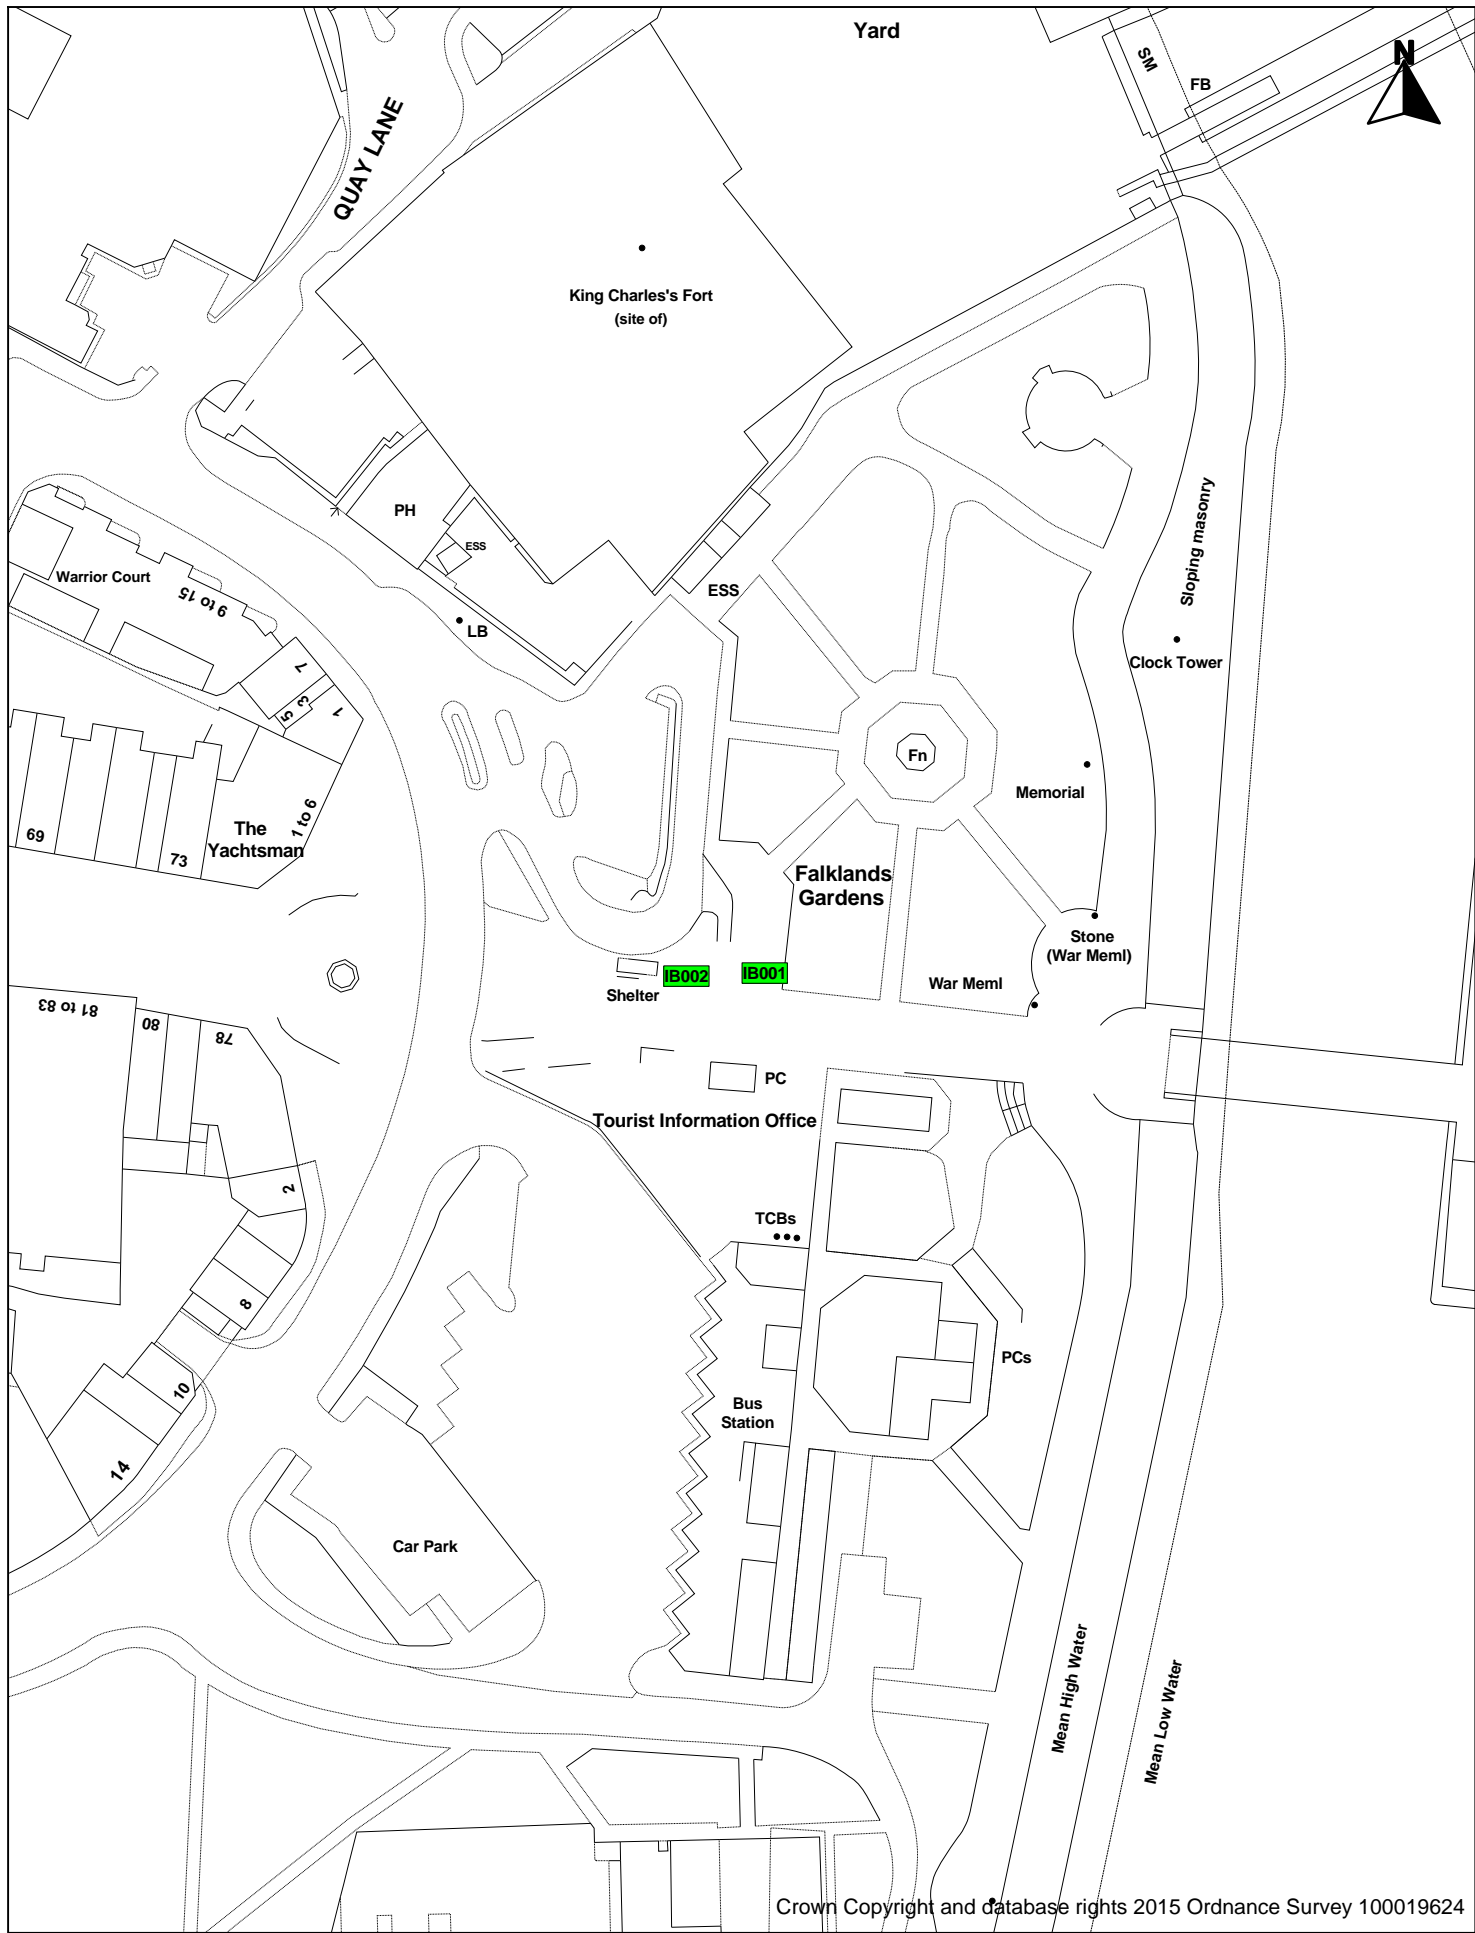 Yard
N
SM
FB
QUAY LANE
King Charles's Fort
(site of)
PH
ESS
ESS
Warrior Court
9 to 15
LB
Sloping masonry
Clock Tower
7
5
3
1
Fn
Memorial
69
73
The
Yachtsman
1 to 6
Falklands
Gardens
Stone
(War Meml)
War Meml
IB002
IB001
Shelter
81 to 83
80
78
PC
Tourist Information Office
2
TCBs
8
PCs
10
Bus
Station
14
Car Park
Mean High Water
Mean Low Water
Crown Copyright and database rights 2015 Ordnance Survey 100019624